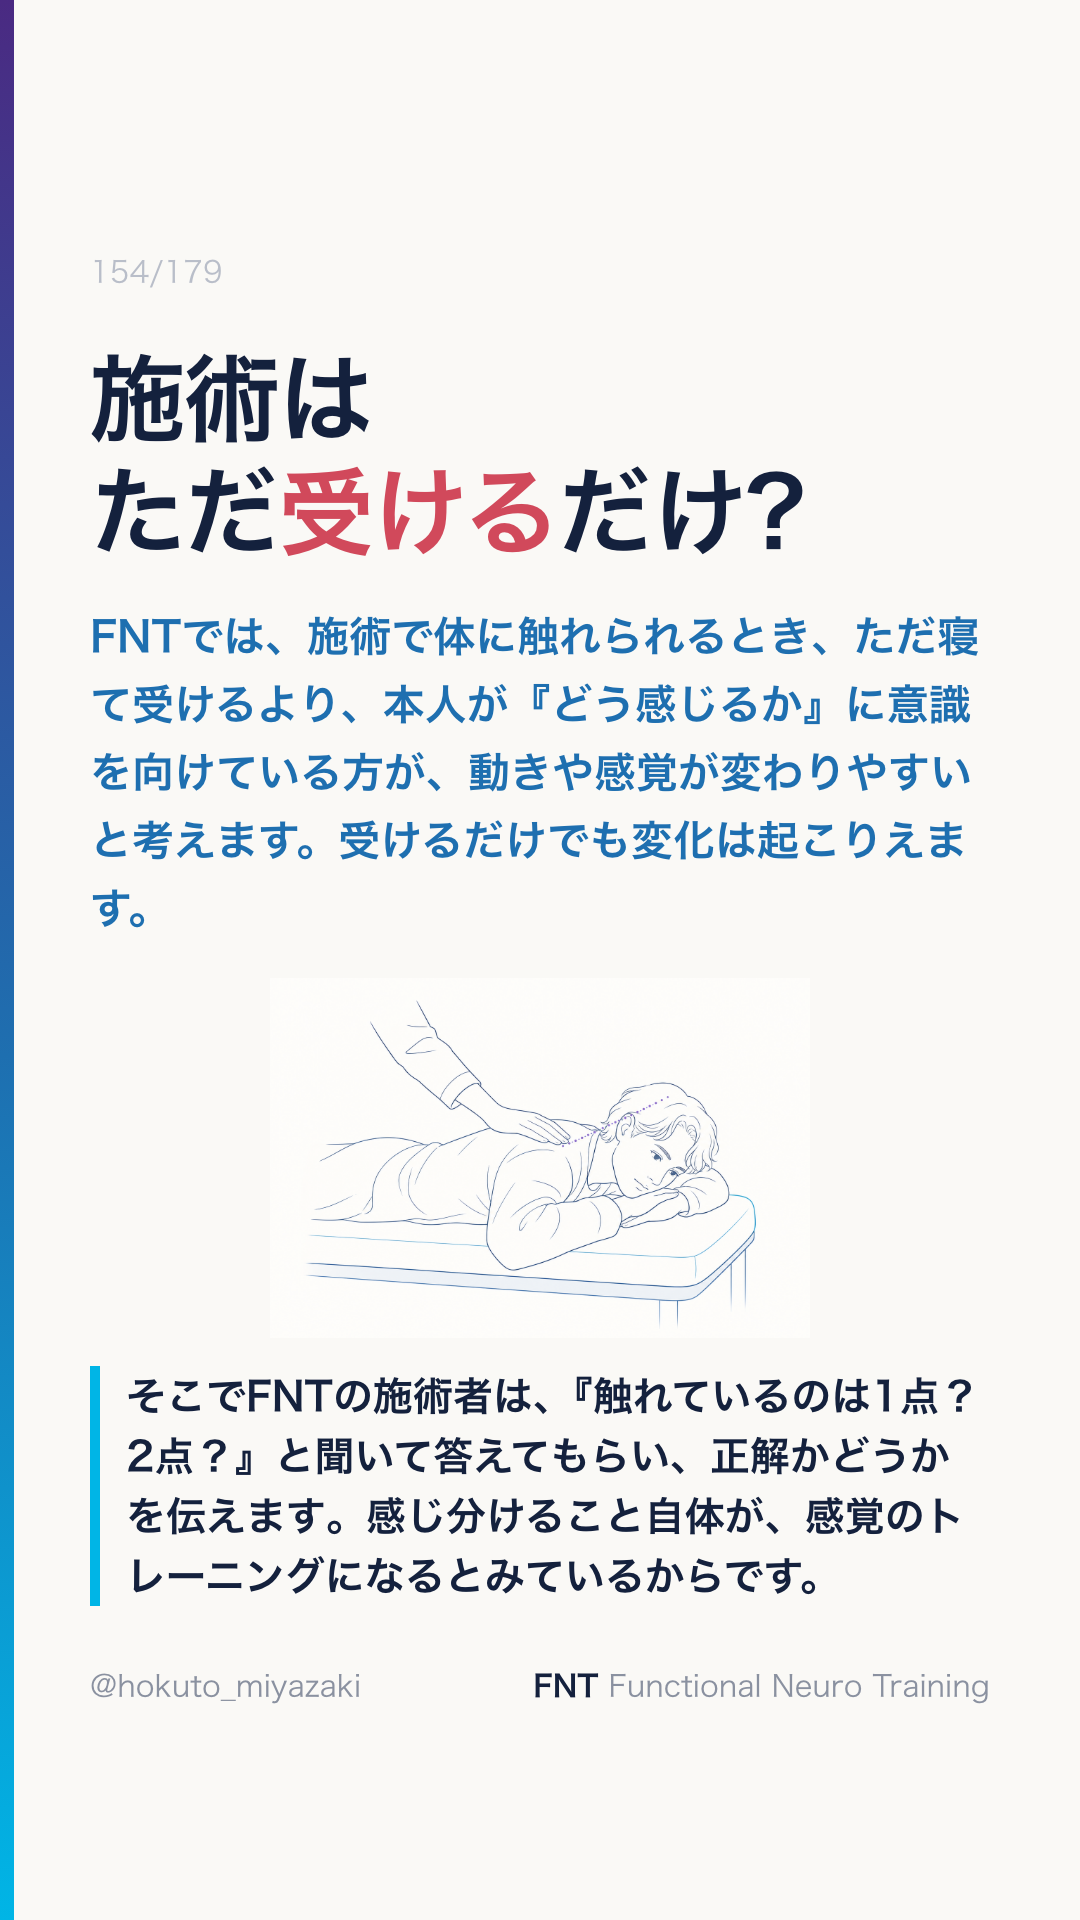 154/179
施術は
ただ受けるだけ?
FNTでは、施術で体に触れられるとき、ただ寝
て受けるより、本人が『どう感じるか』に意識
を向けている方が、動きや感覚が変わりやすい
と考えます。受けるだけでも変化は起こりえま
す。
そこでFNTの施術者は、『触れているのは1点？
2点？』と聞いて答えてもらい、正解かどうか
を伝えます。感じ分けること自体が、感覚のト
レーニングになるとみているからです。
@hokuto_miyazaki
FNT Functional Neuro Training